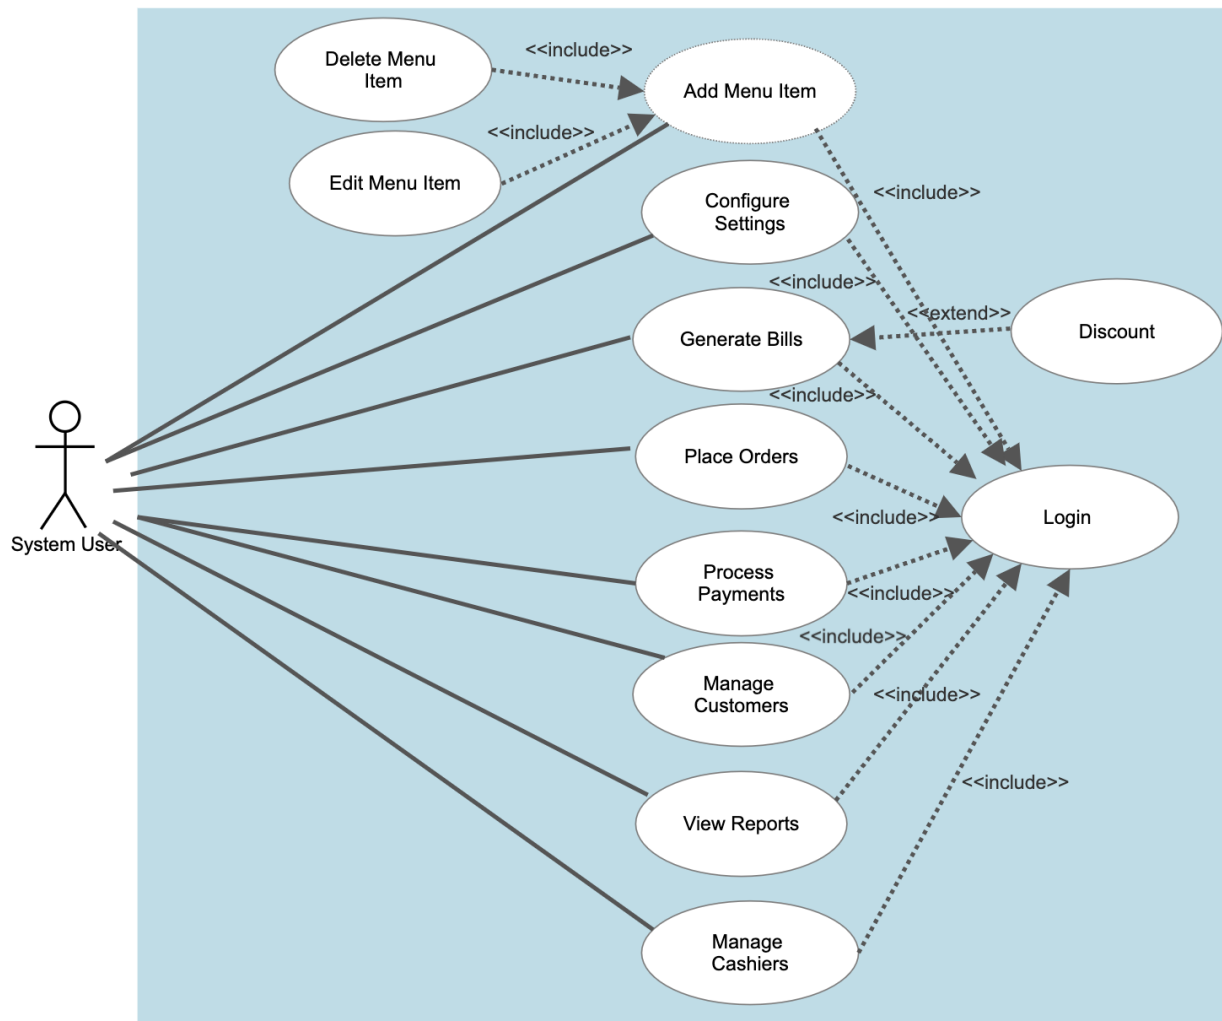 <<include>>
Delete Menu
Item
Add Menu Item
<<include>>
Edit Menu Item
<<include>>
Configure
Settings
<<include>>
<<extend>>
Generate Bills
Discount
<<include>>
Place Orders
Login
<<include>>
System User
Process
Payments
<<include>>
<<include>>
Manage
Customers
<<include>>
View Reports
<<include>>
Manage
Cashiers